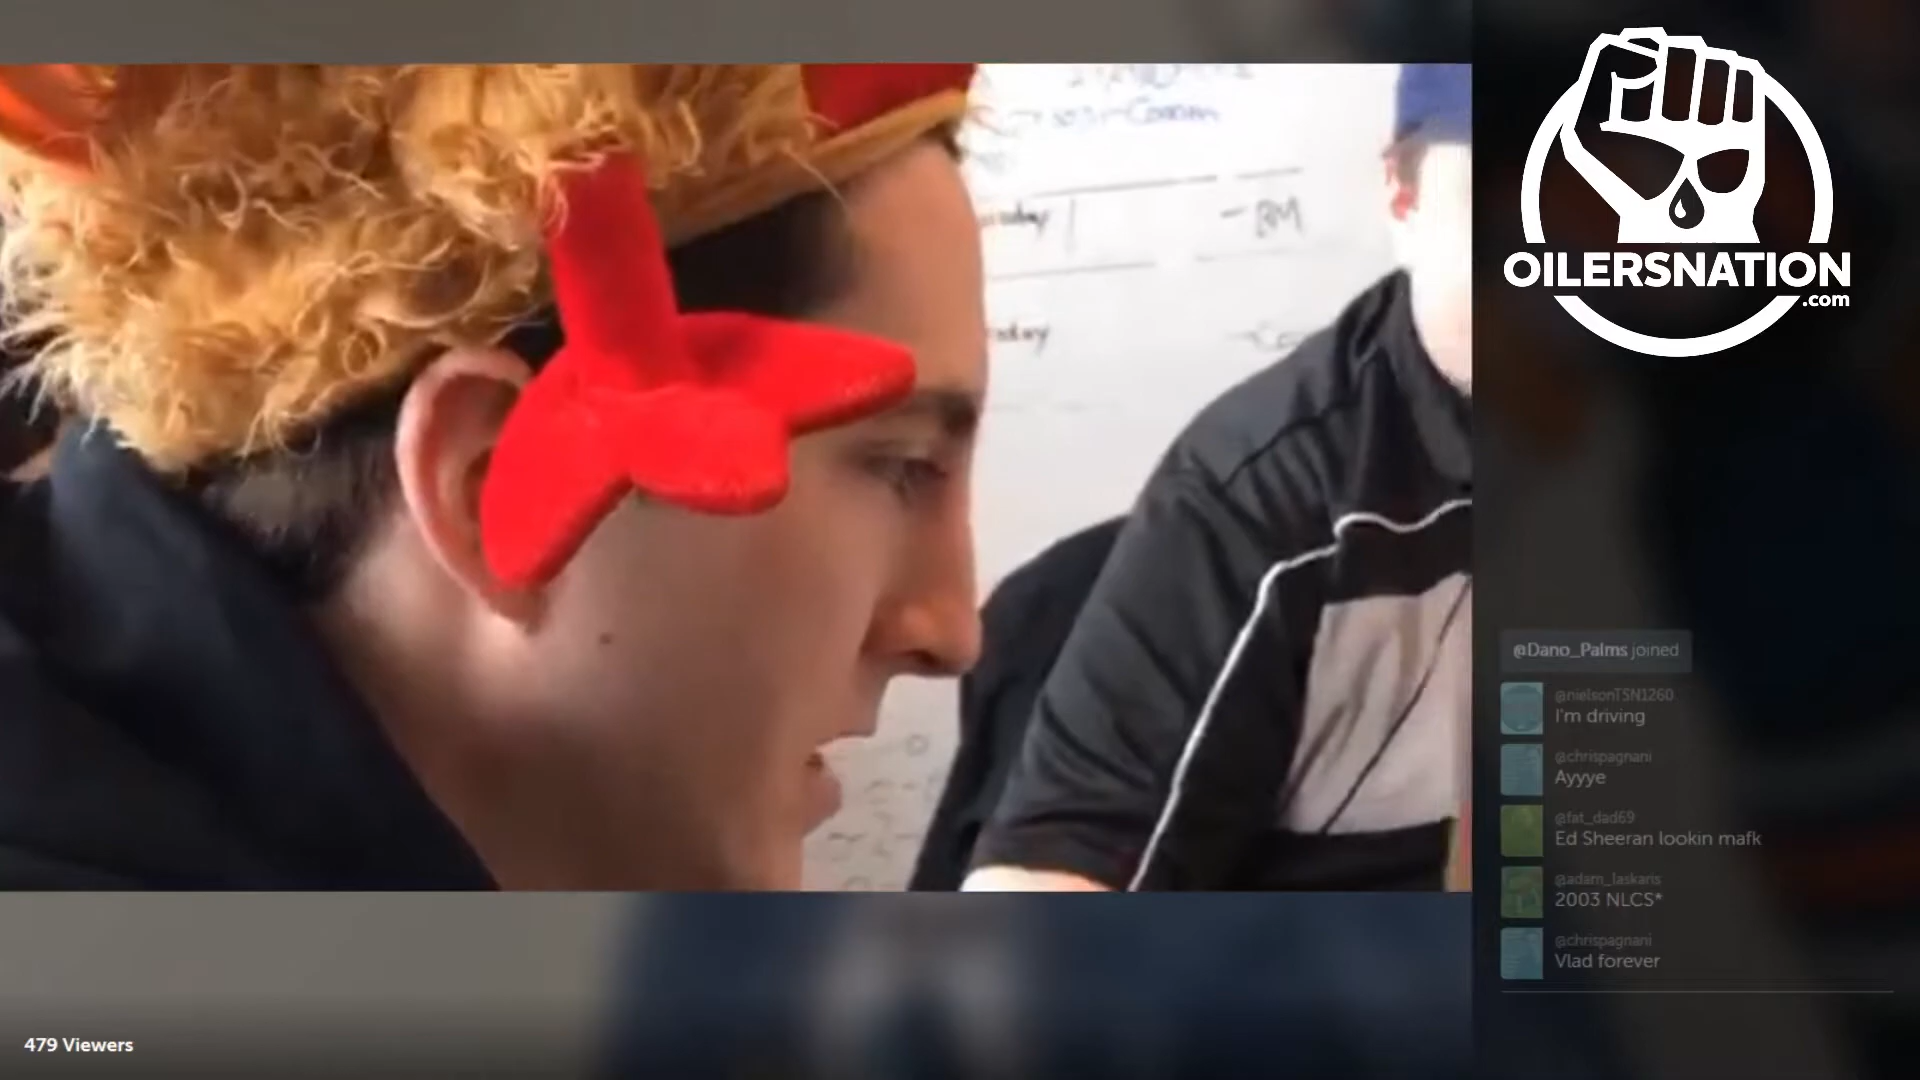 OILERSNATION
.com
- BM
@Dano_Palms joined
@nielsonTSN1260
I'm driving
@chrispagnani
Ayyye
@fat_dad69
Ed Sheeran lookin mafk
@adam_laskaris
2003 NLCS*
@chrispagnani
Vlad forever
479 Viewers